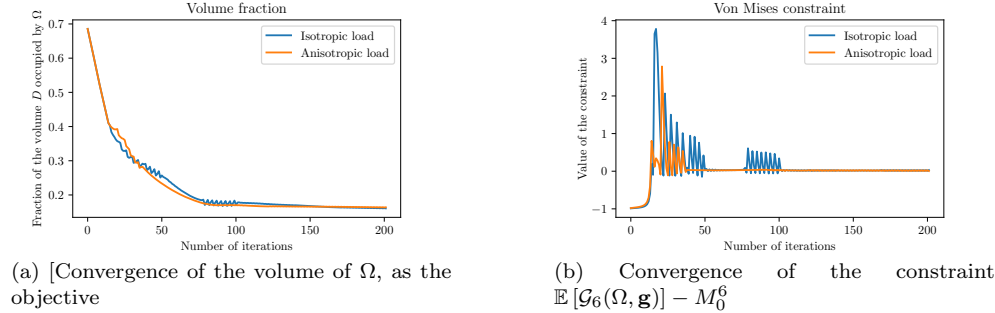 Volume fraction
Fraction of the volume D occupied by Ω
0.7
0.6
0.5
0.4
0.3
0.2
Isotropic load
Anisotropic load
0
50
100
150
200
Number of iterations
(a) [Convergence of the volume of Ω, as the
objective
Von Mises constraint
Value of the constraint
4
3
2
1
0
−1
Isotropic load
Anisotropic load
0
50
100
150
200
Number of iterations
(b) Convergence of the constraint
𝔼 [𝒢₆(Ω, 𝐠)] − M₀⁶